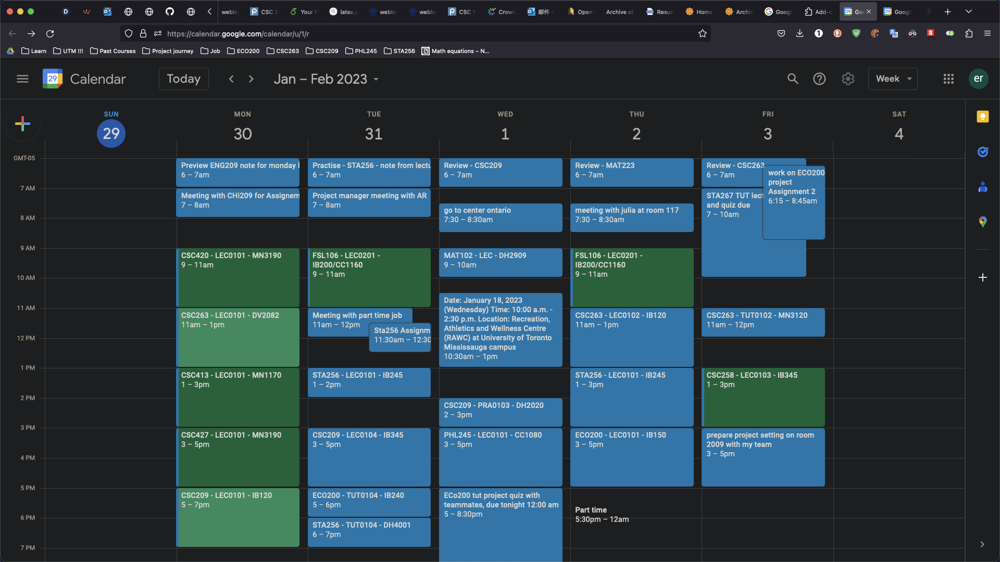 weblo
CSC 2
Your P
latex.g
weblo
weblo
CSC 1
Crowd
邮件 -
Open
Archive of
Resum
Home
Archiv
Google
Add-o
Goo
Google
https://calendar.google.com/calendar/u/1/r
Learn
UTM !!!
Past Courses
Project journey
Job
ECO200
CSC263
CSC209
PHL245
STA256
Math equations – N...
29
Calendar
Today
Jan – Feb 2023
Week
er
SUN
29
MON
30
TUE
31
WED
1
THU
2
FRI
3
SAT
4
GMT-05
7 AM
8 AM
9 AM
10 AM
11 AM
12 PM
1 PM
2 PM
3 PM
4 PM
5 PM
6 PM
7 PM
Preview ENG209 note for monday
6 – 7am
Meeting with CHi209 for Assignem
7 – 8am
CSC420 - LEC0101 - MN3190
9 – 11am
CSC263 - LEC0101 - DV2082
11am – 1pm
CSC413 - LEC0101 - MN1170
1 – 3pm
CSC427 - LEC0101 - MN3190
3 – 5pm
CSC209 - LEC0101 - IB120
5 – 7pm
Practise - STA256 - note from lectu
6 – 7am
Project manager meeting with AR
7 – 8am
FSL106 - LEC0201 -
IB200/CC1160
9 – 11am
Meeting with part time job
11am – 12pm
Sta256 Assignm
11:30am – 12:30
STA256 - LEC0101 - IB245
1 – 2pm
CSC209 - LEC0104 - IB345
3 – 5pm
ECO200 - TUT0104 - IB240
5 – 6pm
STA256 - TUT0104 - DH4001
6 – 7pm
Review - CSC209
6 – 7am
go to center ontario
7:30 – 8:30am
MAT102 - LEC - DH2909
9 – 10am
Date: January 18, 2023
(Wednesday) Time: 10:00 a.m. -
2:30 p.m. Location: Recreation,
Athletics and Wellness Centre
(RAWC) at University of Toronto
Mississauga campus
10:30am – 1pm
CSC209 - PRA0103 - DH2020
2 – 3pm
PHL245 - LEC0101 - CC1080
3 – 5pm
ECo200 tut project quiz with
teammates, due tonight 12:00 am
5 – 8:30pm
Review - MAT223
6 – 7am
meeting with julia at room 117
7:30 – 8:30am
FSL106 - LEC0201 -
IB200/CC1160
9 – 11am
CSC263 - LEC0102 - IB120
11am – 1pm
STA256 - LEC0101 - IB245
1 – 3pm
ECO200 - LEC0101 - IB150
3 – 5pm
Part time
5:30pm – 12am
Review - CSC263
6 – 7am
work on ECO200
project
Assignment 2
6:15 – 8:45am
STA267 TUT lect
and quiz due
7 – 10am
CSC263 - TUT0102 - MN3120
11am – 12pm
CSC258 - LEC0103 - IB345
1 – 3pm
prepare project setting on room
2009 with my team
3 – 5pm